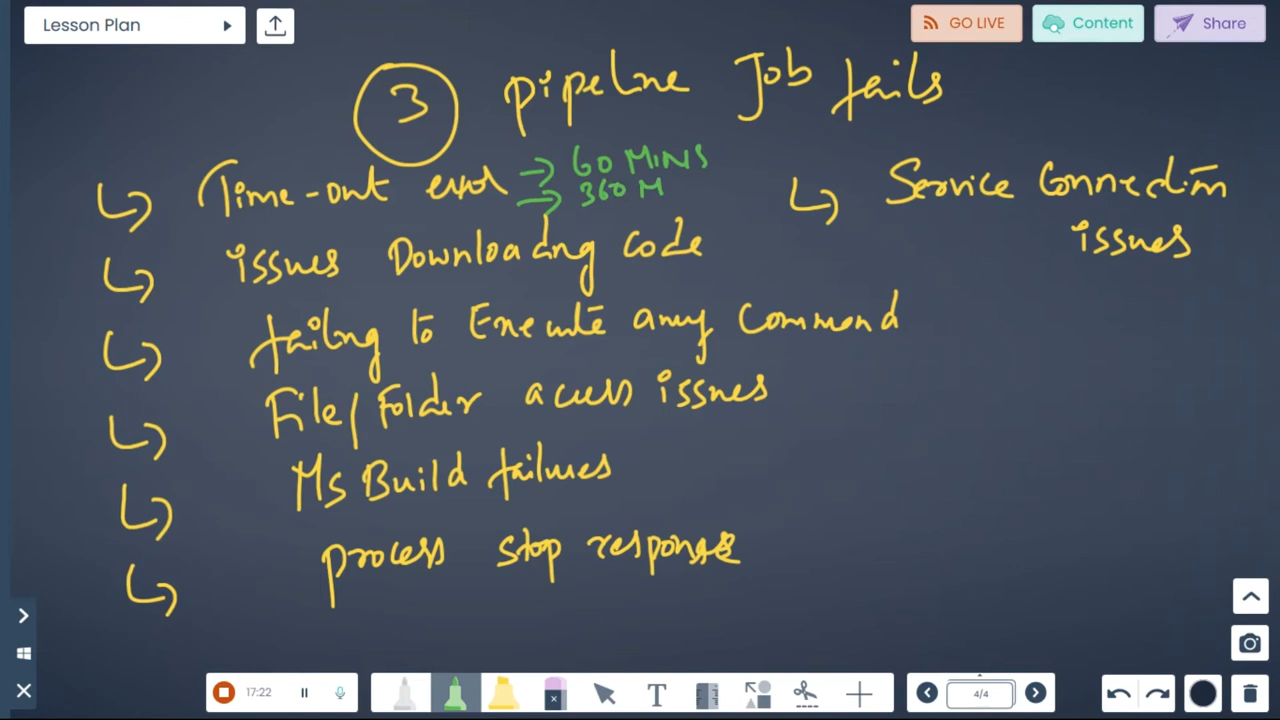 Lesson Plan
GO LIVE
Content
Share
3 pipeline Job fails
Time-out error → 60 MINS
→ 360 M
issues Downloading code
failing to Execute any Command
File/Folder access issues
Ms Build failures
process stop response
Service Connection
issues
17:22
T
4/4